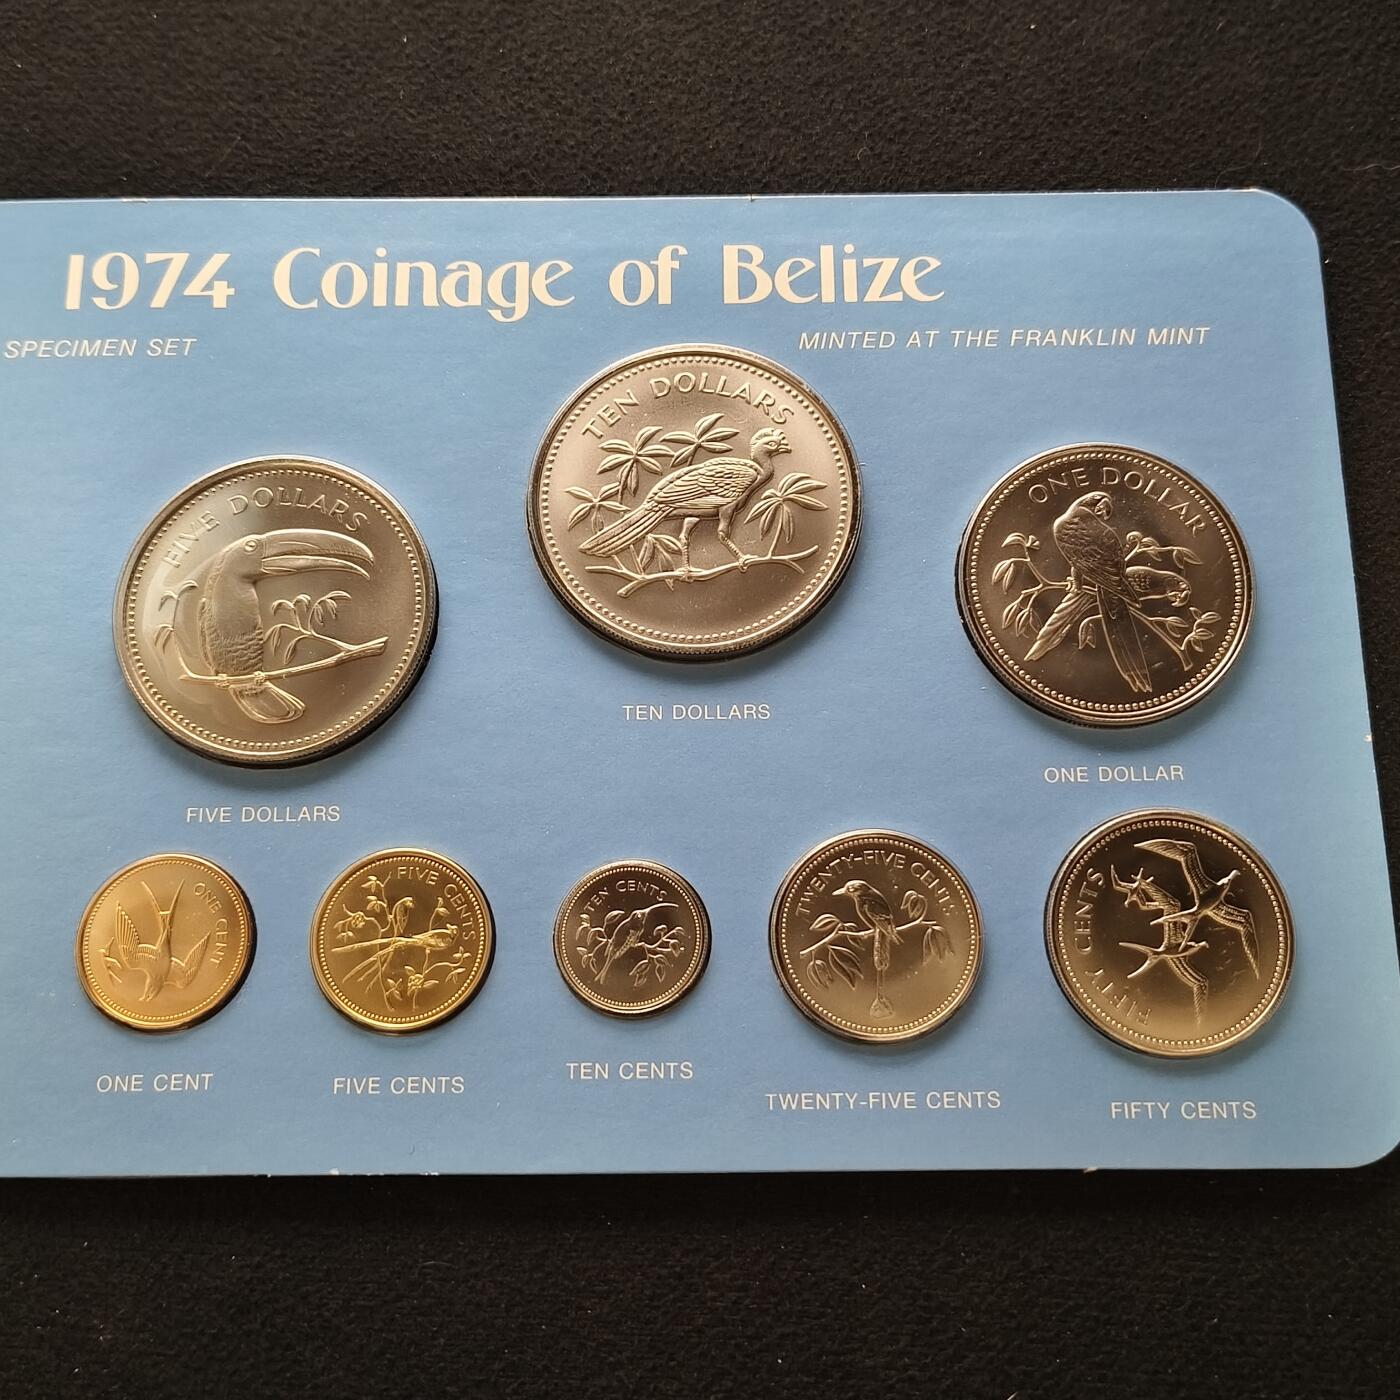 1974 Coinage of Belize
SPECIMEN SET
MINTED AT THE FRANKLIN MINT
FIVE DOLLARS
TEN DOLLARS
ONE DOLLAR
FIVE DOLLARS
TEN DOLLARS
ONE DOLLAR
ONE CENT
FIVE CENTS
TEN CENTS
TWENTY-FIVE CENTS
FIFTY CENTS
ONE CENT
FIVE CENTS
TEN CENTS
TWENTY-FIVE CENTS
FIFTY CENTS